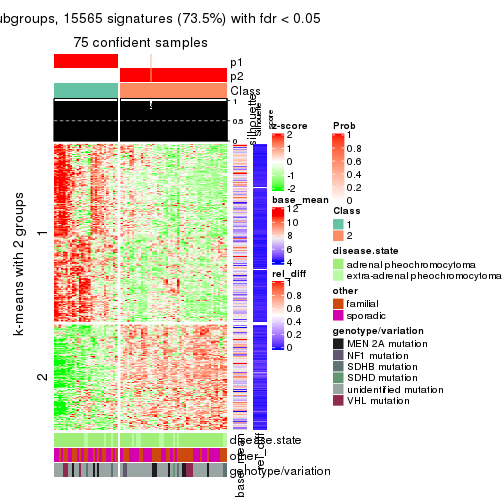 ubgroups, 15565 signatures (73.5%) with fdr < 0.05
75 confident samples
p1
p2
Class
1
0.5
0
silhouette
Silhouette
score
k-means with 2 groups
1
2
z-score
2
1
0
-1
-2
base_mean
12
10
8
6
4
rel_diff
1
0.8
0.6
0.4
0.2
0
Prob
1
0.8
0.6
0.4
0.2
0
Class
1
2
disease.state
adrenal pheochromocytoma
extra-adrenal pheochromocytoma
other
familial
sporadic
genotype/variation
MEN 2A mutation
NF1 mutation
SDHB mutation
SDHD mutation
unidentified mutation
VHL mutation
disease.state
other
genotype/variation
base_mean
rel_diff